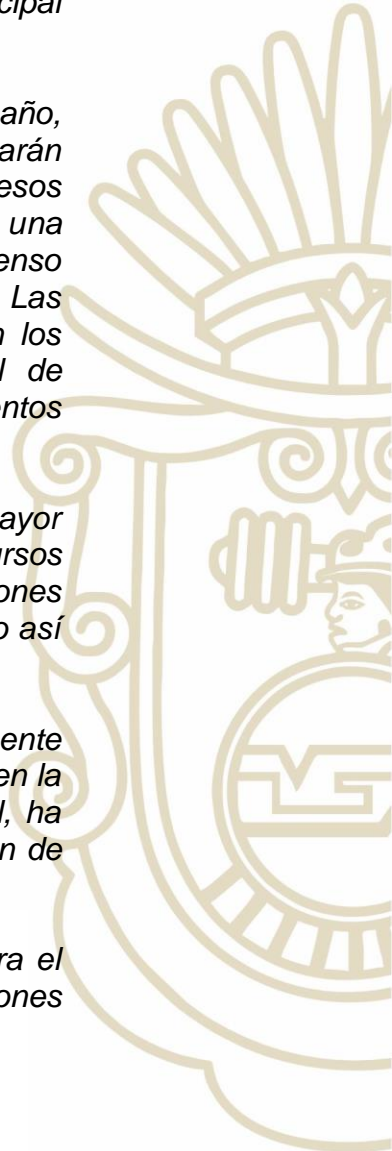 cipal
año,
arán
esos
una
enso
Las
n los
l de
entos
ayor
ursos
ones
o así
ente
en la
l, ha
n de
ra el
ones